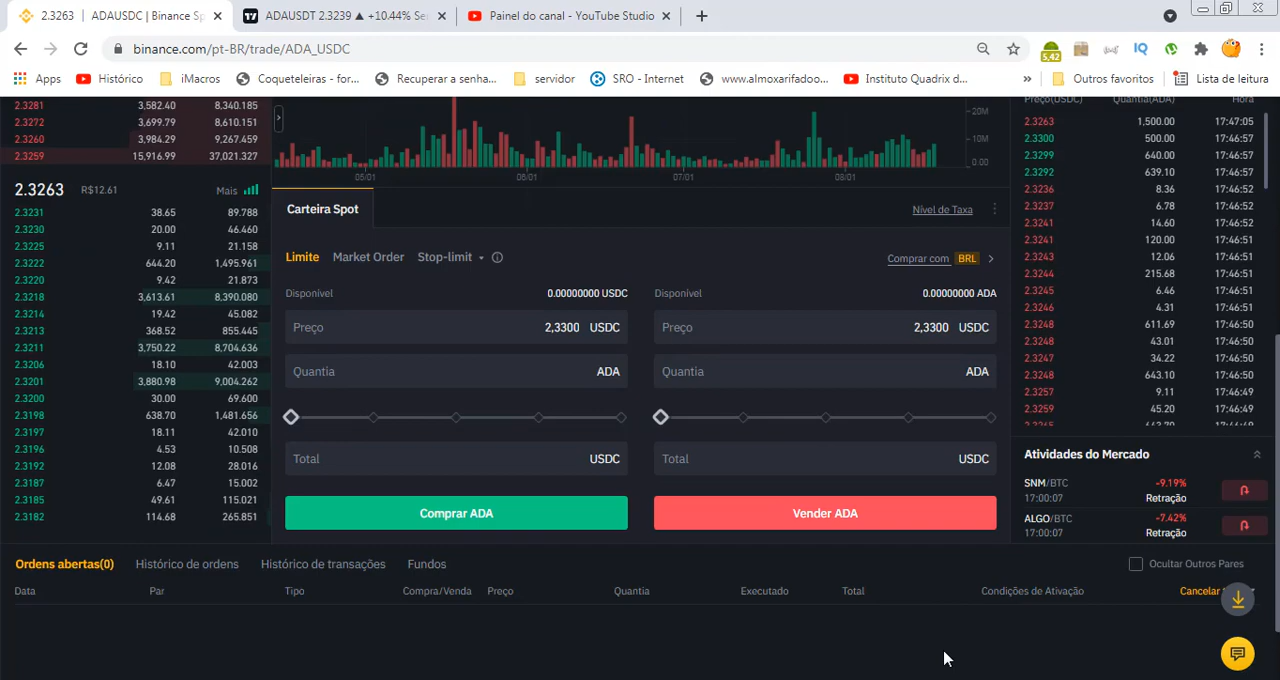 2.3263 | ADAUSDC | Binance Sp
ADAUSDT 2.3239 ▲ +10.44% Se
Painel do canal - YouTube Studio
binance.com/pt-BR/trade/ADA_USDC
5,42
IQ
Apps
Histórico
iMacros
Coqueteleiras - for...
Recuperar a senha...
servidor
SRO - Internet
www.almoxarifadoo...
Instituto Quadrix d...
»
Outros favoritos
Lista de leitura
2.3281 3,582.40 8,340.185
2.3272 3,699.79 8,610.151
2.3260 3,984.29 9,267.459
2.3259 15,916.99 37,021.327
2.3263 R$12.61 Mais
2.3231 38.65 89.788
2.3230 20.00 46.460
2.3225 9.11 21.158
2.3222 644.20 1,495.961
2.3220 9.42 21.873
2.3218 3,613.61 8,390.080
2.3214 19.42 45.082
2.3213 368.52 855.445
2.3211 3,750.22 8,704.636
2.3206 18.10 42.003
2.3201 3,880.98 9,004.262
2.3200 30.00 69.600
2.3198 638.70 1,481.656
2.3197 18.11 42.010
2.3196 4.53 10.508
2.3192 12.08 28.016
2.3187 6.47 15.002
2.3185 49.61 115.021
2.3182 114.68 265.851
20M
10M
0.00
05/01 06/01 07/01 08/01
Carteira Spot
Nível de Taxa
Limite Market Order Stop-limit
Comprar com BRL
Disponível 0.00000000 USDC
Preço 2,3300 USDC
Quantia ADA
Total USDC
Comprar ADA
Disponível 0.00000000 ADA
Preço 2,3300 USDC
Quantia ADA
Total USDC
Vender ADA
Preço(USDC) Quantia(ADA) Hora
2.3263 1,500.00 17:47:05
2.3300 500.00 17:46:57
2.3299 640.00 17:46:57
2.3292 639.10 17:46:57
2.3236 8.36 17:46:52
2.3237 6.78 17:46:52
2.3241 14.60 17:46:52
2.3241 120.00 17:46:51
2.3243 12.06 17:46:51
2.3244 215.68 17:46:51
2.3245 6.46 17:46:51
2.3246 4.31 17:46:51
2.3248 611.69 17:46:50
2.3248 43.01 17:46:50
2.3247 34.22 17:46:50
2.3248 643.10 17:46:50
2.3257 9.11 17:46:49
2.3259 45.20 17:46:49
Atividades do Mercado
SNM/BTC -9.19%
17:00:07 Retração
ALGO/BTC -7.42%
17:00:07 Retração
Ordens abertas(0) Histórico de ordens Histórico de transações Fundos
Ocultar Outros Pares
Data Par Tipo Compra/Venda Preço Quantia Executado Total Condições de Ativação Cancelar